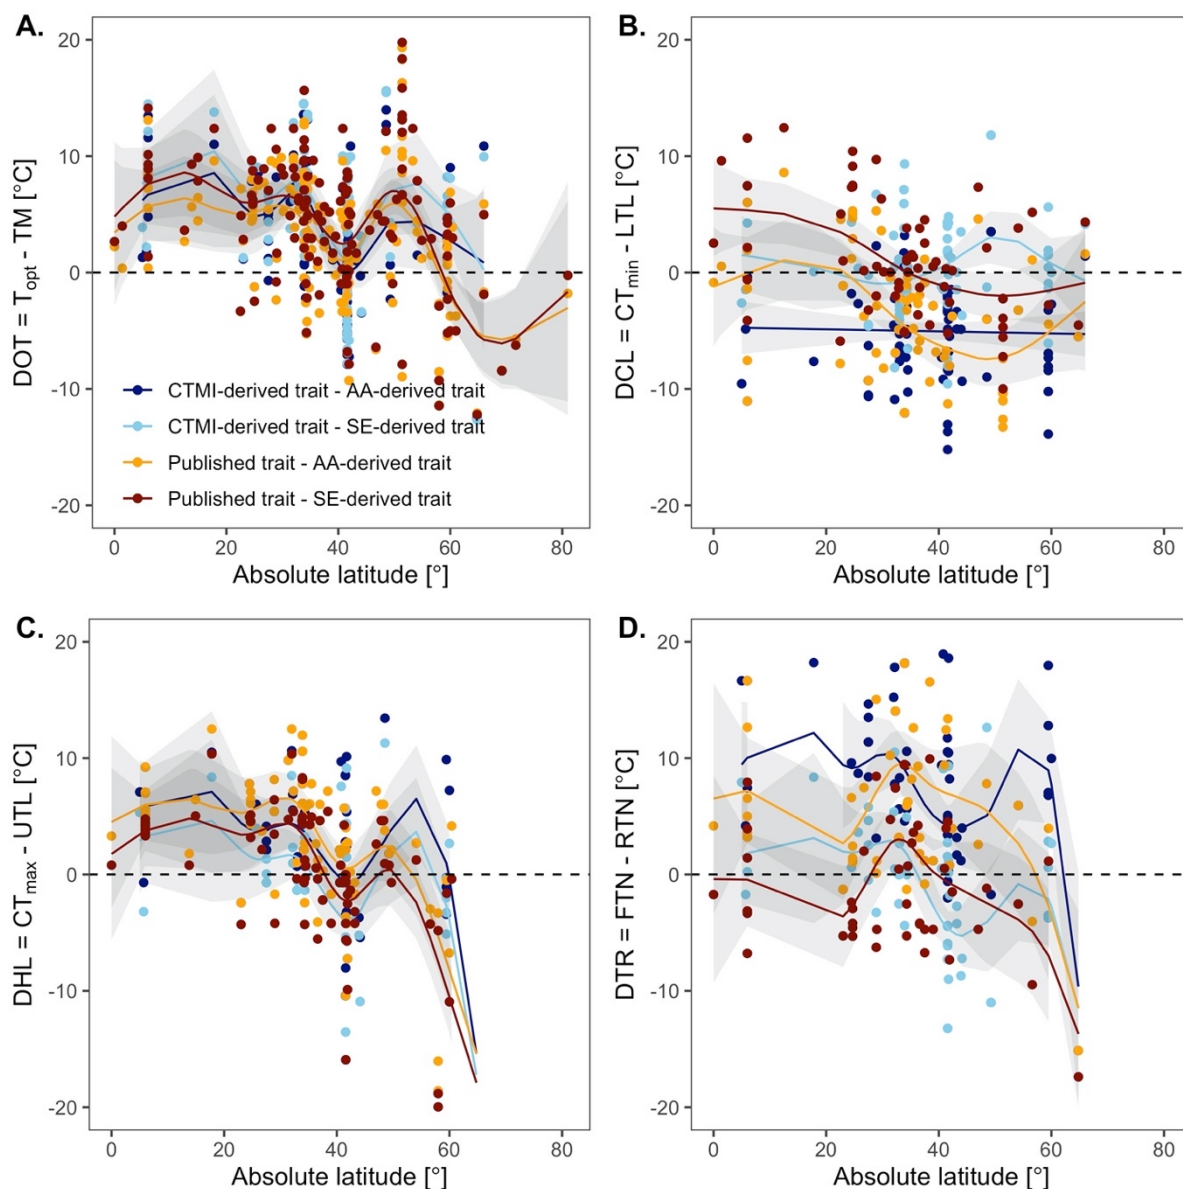 A.
20
10
0
-10
-20
DOT = Topt - TM [°C]
CTMI-derived trait - AA-derived trait
CTMI-derived trait - SE-derived trait
Published trait - AA-derived trait
Published trait - SE-derived trait
0 20 40 60 80
Absolute latitude [°]
B.
20
10
0
-10
-20
DCL = CTmin - LTL [°C]
0 20 40 60 80
Absolute latitude [°]
C.
20
10
0
-10
-20
DHL = CTmax - UTL [°C]
0 20 40 60 80
Absolute latitude [°]
D.
20
10
0
-10
-20
DTR = FTN - RTN [°C]
0 20 40 60 80
Absolute latitude [°]